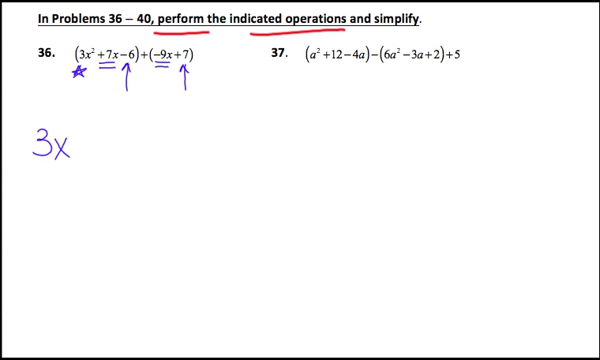 In Problems 36 – 40, perform the indicated operations and simplify.
36. (3x² +7x−6)+(−9x+7) 37. (a² +12−4a)−(6a² −3a+2)+5
3x